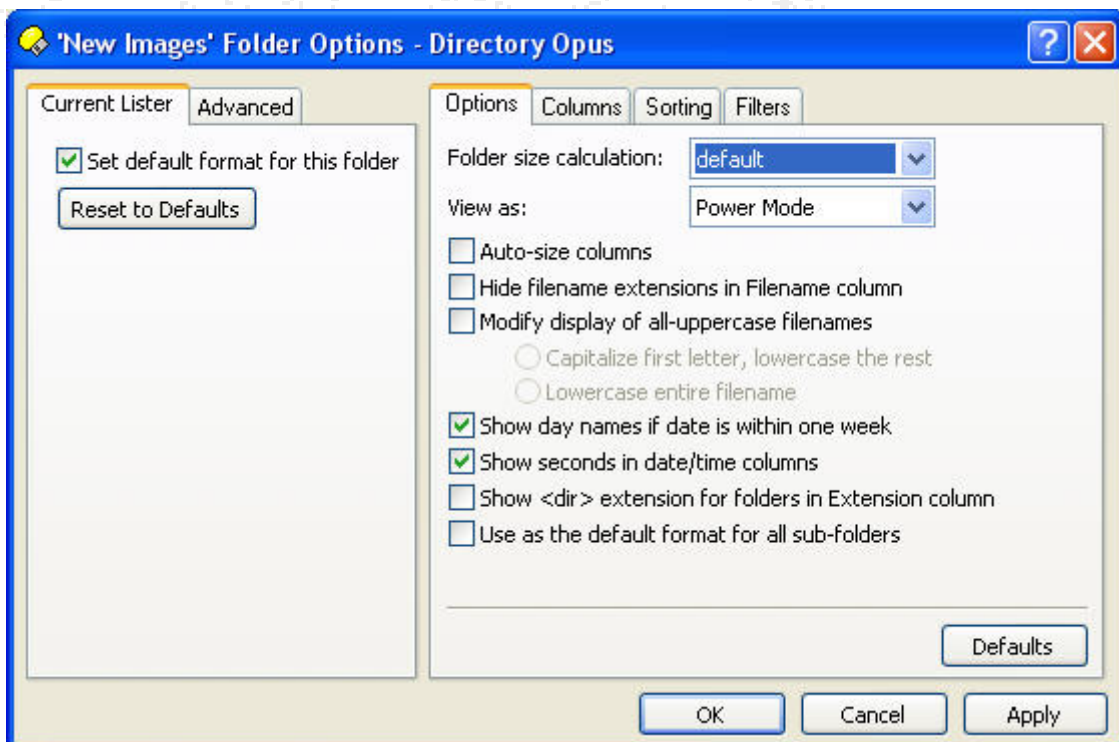 'New Images' Folder Options - Directory Opus
Current Lister
Advanced
Set default format for this folder
Reset to Defaults
Options
Columns
Sorting
Filters
Folder size calculation:
default
View as:
Power Mode
Auto-size columns
Hide filename extensions in Filename column
Modify display of all-uppercase filenames
Capitalize first letter, lowercase the rest
Lowercase entire filename
Show day names if date is within one week
Show seconds in date/time columns
Show <dir> extension for folders in Extension column
Use as the default format for all sub-folders
Defaults
OK
Cancel
Apply